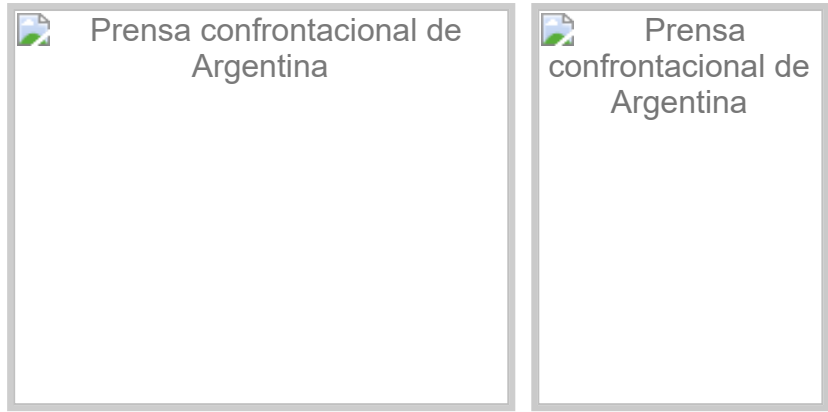 Prensa confrontacional de
Argentina
Prensa
confrontacional de
Argentina